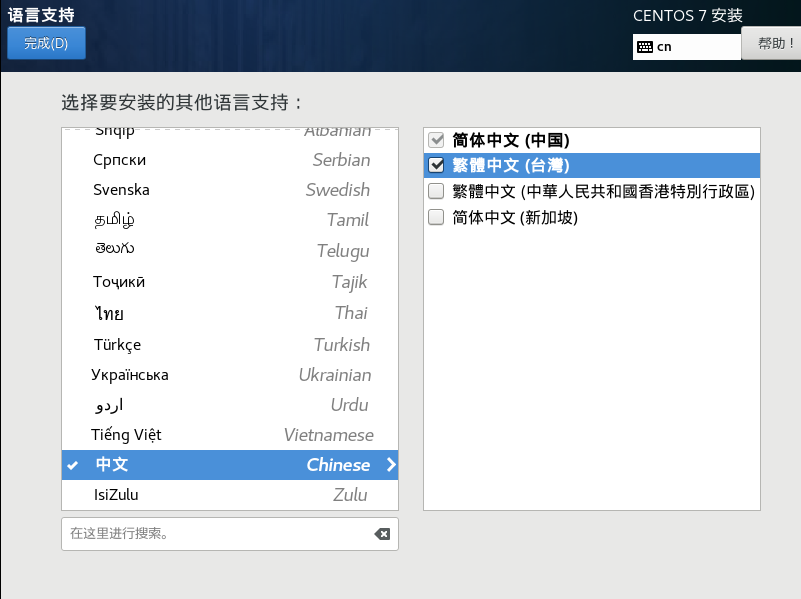 语言支持
CENTOS 7 安装
完成(D)
cn
帮助！
选择要安装的其他语言支持：
Shqip Albanian
Српски Serbian
Svenska Swedish
தமிழ் Tamil
తెలుగు Telugu
Тоҷикӣ Tajik
ไทย Thai
Türkçe Turkish
Українська Ukrainian
اردو Urdu
Tiếng Việt Vietnamese
中文 Chinese
IsiZulu Zulu
在这里进行搜索。
简体中文 (中国)
繁體中文 (台灣)
繁體中文 (中華人民共和國香港特別行政區)
简体中文 (新加坡)